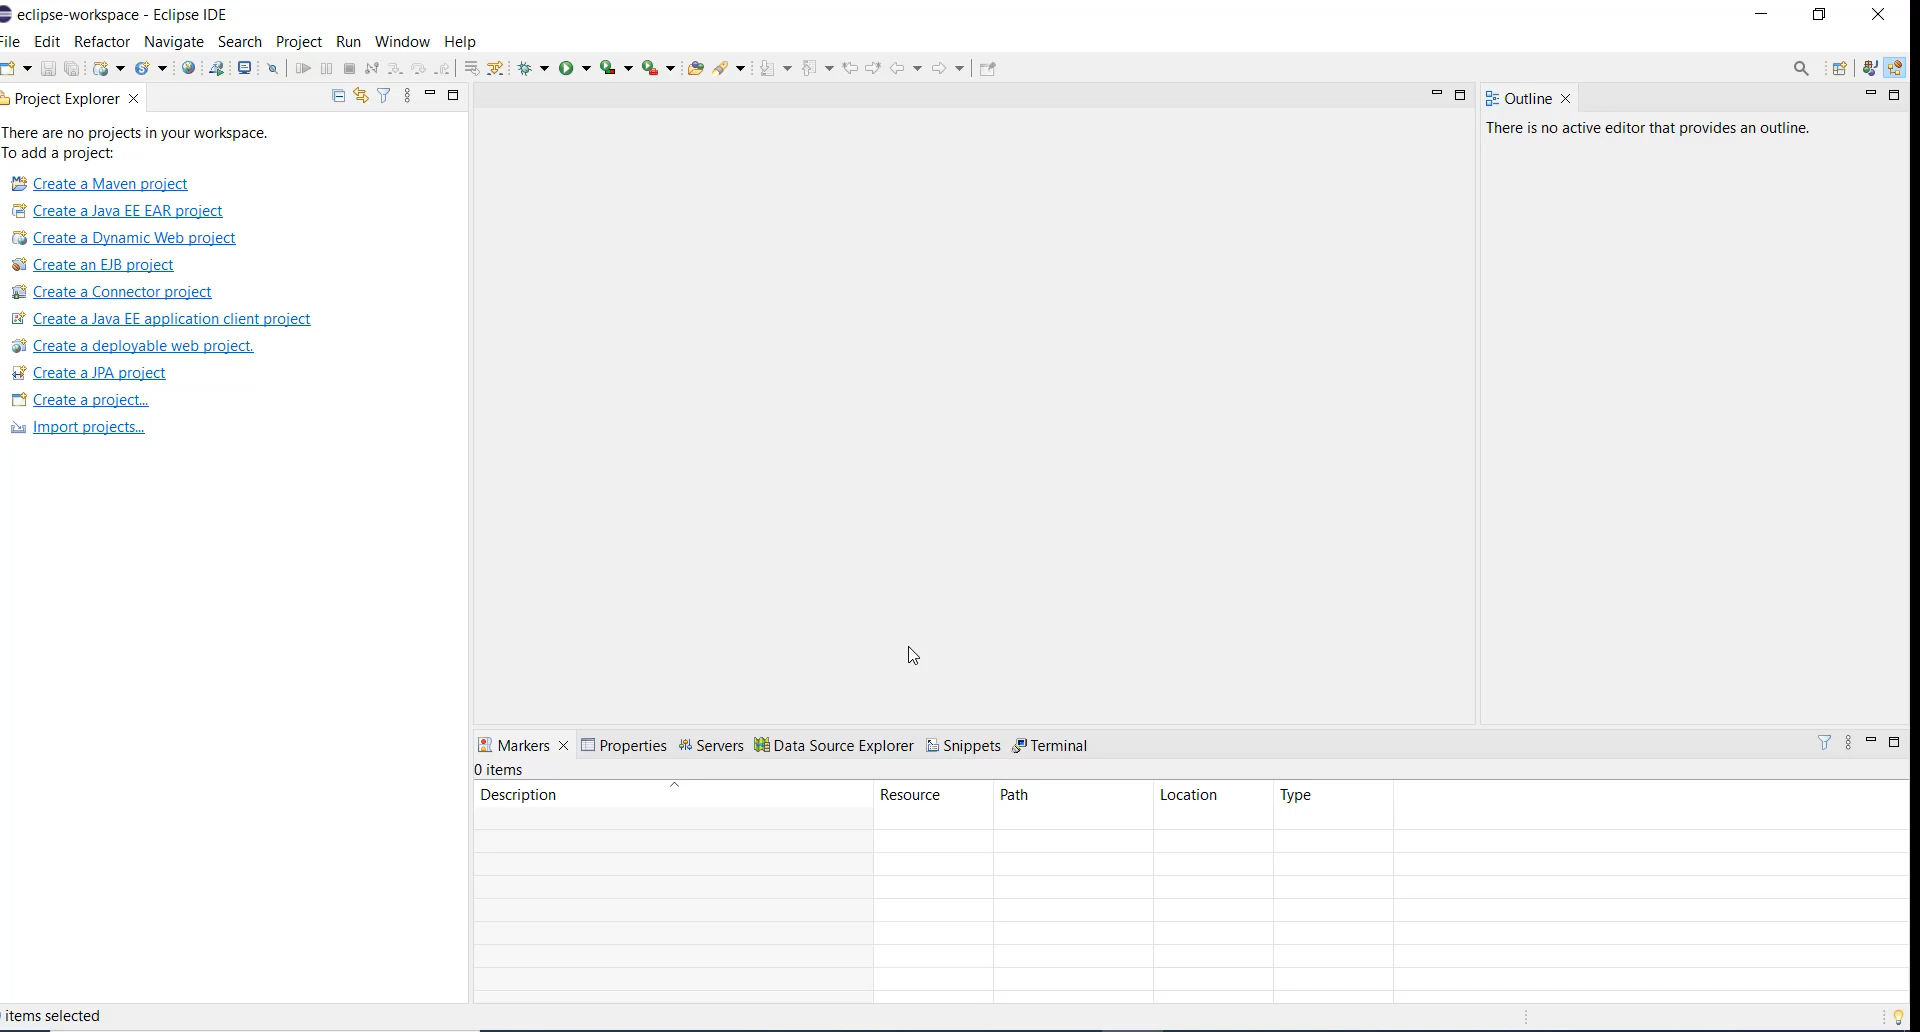 eclipse-workspace - Eclipse IDE
File Edit Refactor Navigate Search Project Run Window Help
Project Explorer
Outline
There are no projects in your workspace.
To add a project:
Create a Maven project
Create a Java EE EAR project
Create a Dynamic Web project
Create an EJB project
Create a Connector project
Create a Java EE application client project
Create a deployable web project.
Create a JPA project
Create a project...
Import projects...
There is no active editor that provides an outline.
Markers Properties Servers Data Source Explorer Snippets Terminal
0 items
Description Resource Path Location Type
items selected